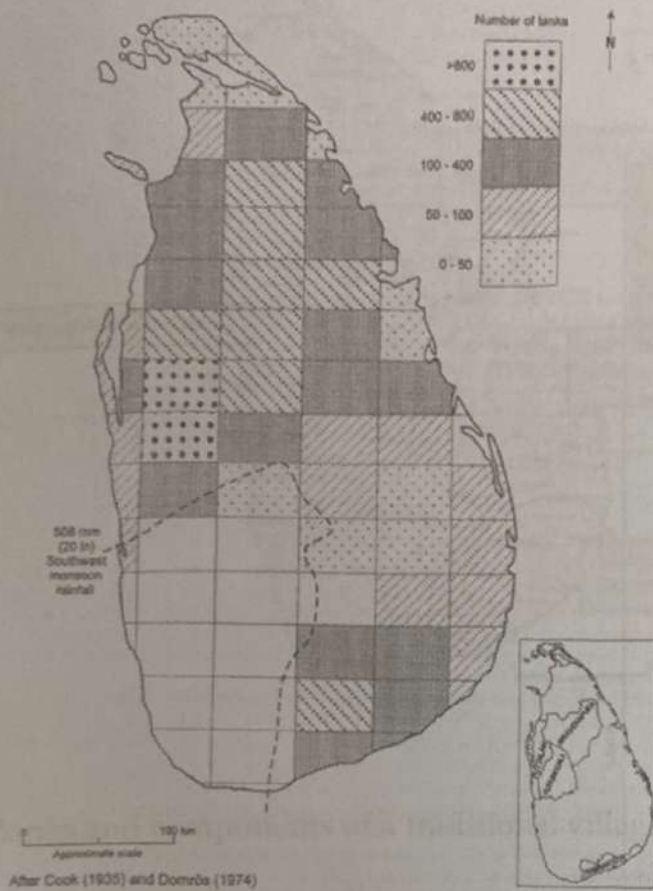 Number of tanks
N
>800
400 - 800
100 - 400
50 - 100
0 - 50
508 mm
(20 in)
Southwest
monsoon
rainfall
0 100 km
Approximate scale
After Cook (1935) and Domrös (1974)